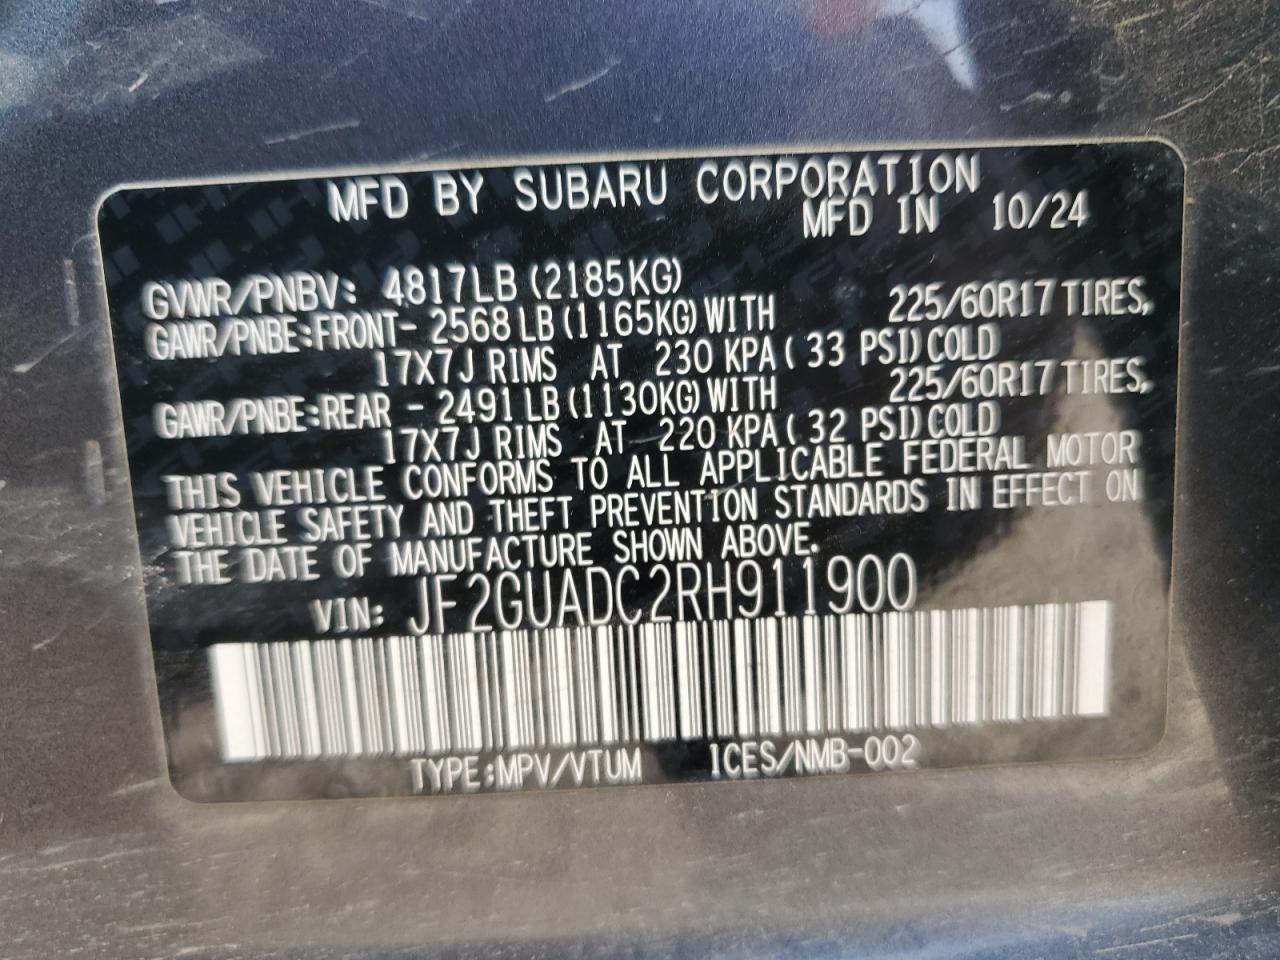 MFD BY SUBARU CORPORATION
MFD IN 10/24
GVWR/PNBV: 4817LB (2185KG)
GAWR/PNBE:FRONT- 2568 LB (1165KG) WITH 225/60R17 TIRES,
17X7J RIMS AT 230 KPA ( 33 PSI) COLD
GAWR/PNBE:REAR - 2491 LB (1130KG) WITH 225/60R17 TIRES,
17X7J RIMS AT 220 KPA ( 32 PSI) COLD
THIS VEHICLE CONFORMS TO ALL APPLICABLE FEDERAL MOTOR
VEHICLE SAFETY AND THEFT PREVENTION STANDARDS IN EFFECT ON
THE DATE OF MANUFACTURE SHOWN ABOVE.
VIN: JF2GUADC2RH911900
TYPE:MPV/VTUM ICES/NMB-002